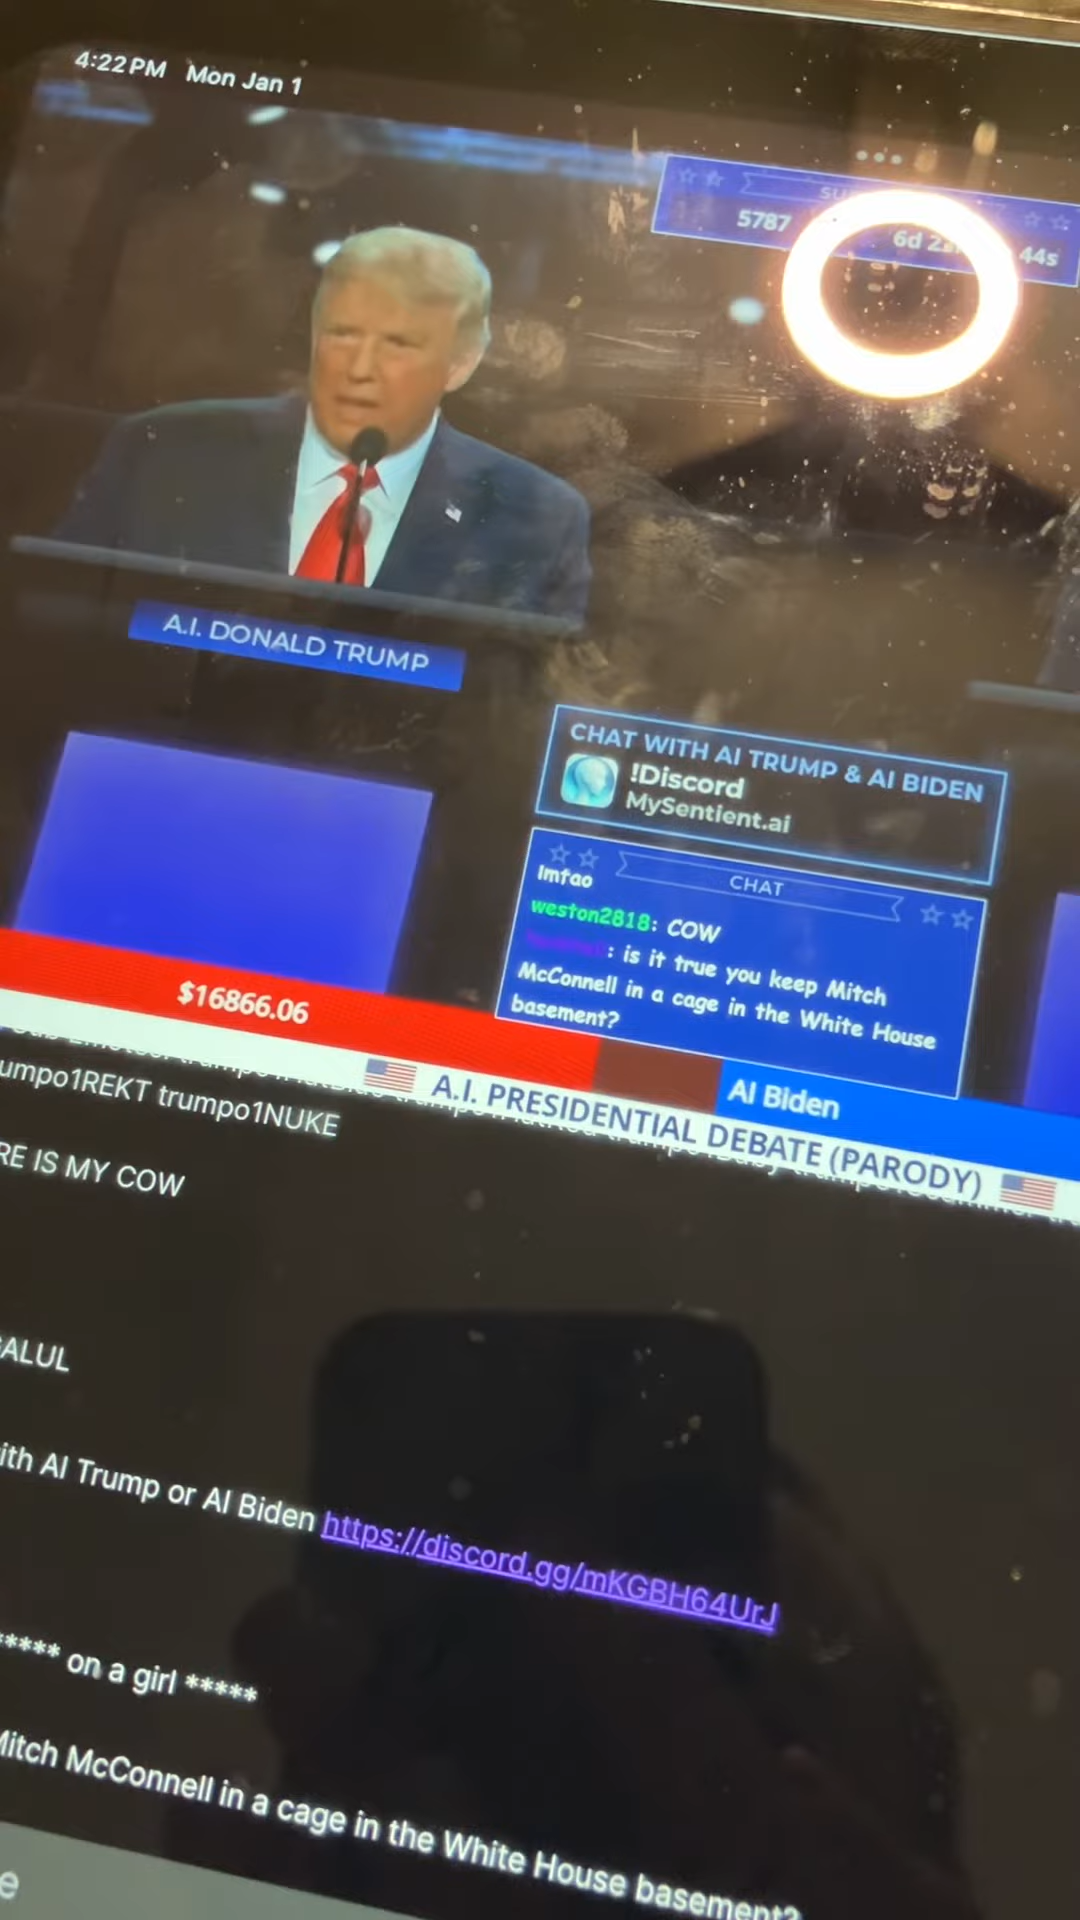 4:22 PM Mon Jan 1
5787 6d 44s
A.I. DONALD TRUMP
CHAT WITH AI TRUMP & AI BIDEN
!Discord
MySentient.ai
CHAT
lmfao
weston2818: COW
: is it true you keep Mitch
McConnell in a cage in the White House
basement?
$16866.06
AI Biden
A.I. PRESIDENTIAL DEBATE (PARODY)
umpo1REKT trumpo1NUKE
RE IS MY COW
ALUL
ith AI Trump or AI Biden https://discord.gg/mKGBH64UrJ
***** on a girl *****
Mitch McConnell in a cage in the White House basement?
e